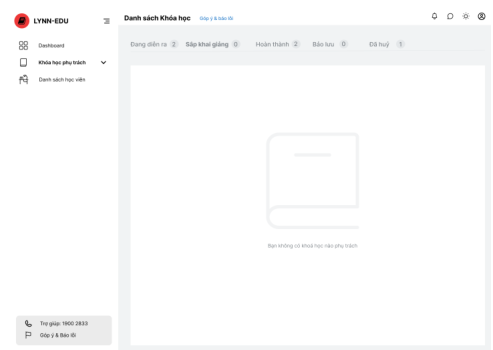 LYNN-EDU
Danh sách Khóa học Góp ý & báo lỗi
Dashboard
Khóa học phụ trách
Danh sách học viên
Đang diễn ra 2 Sắp khai giảng 0 Hoàn thành 2 Bảo lưu 0 Đã huỷ 1
Bạn không có khoá học nào phụ trách
Trợ giúp: 1900 2833
Góp ý & Báo lỗi